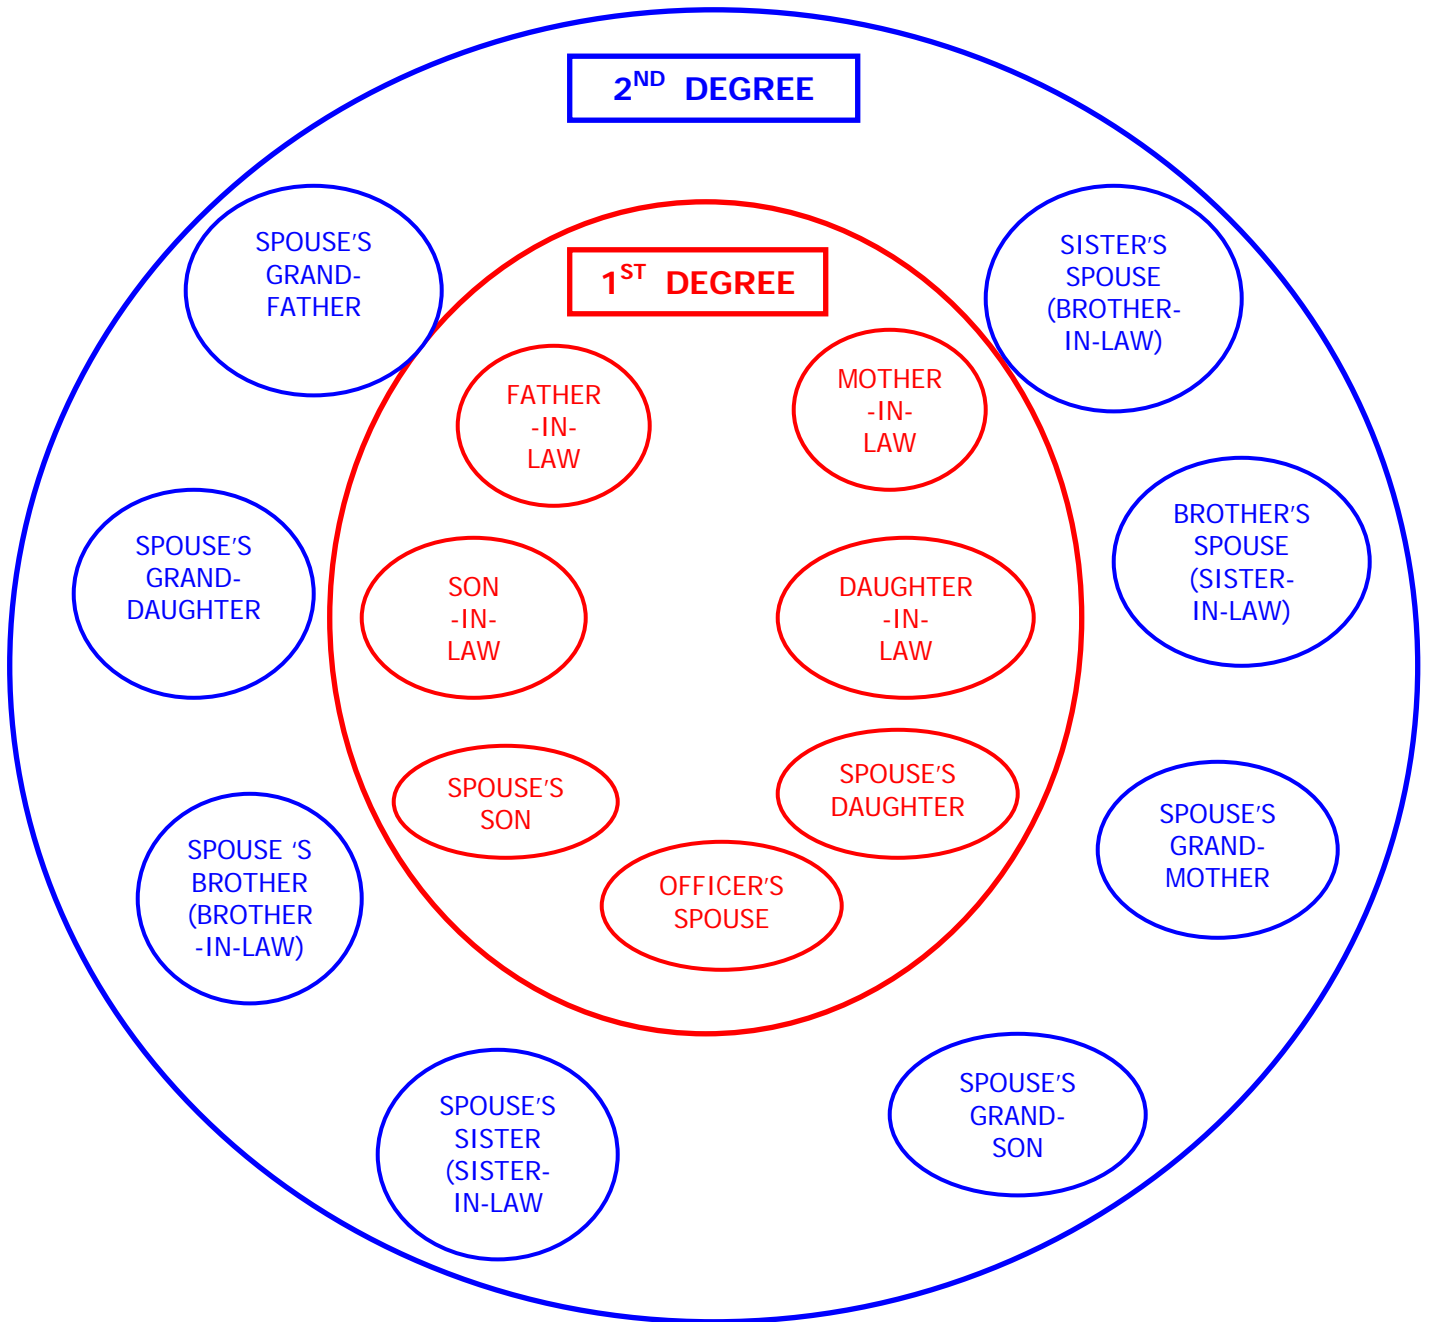 2ND DEGREE
SPOUSE'S
GRAND-
FATHER
SISTER'S
SPOUSE
(BROTHER-
IN-LAW)
1ST DEGREE
FATHER
-IN-
LAW
MOTHER
-IN-
LAW
SPOUSE'S
GRAND-
DAUGHTER
SON
-IN-
LAW
DAUGHTER
-IN-
LAW
BROTHER'S
SPOUSE
(SISTER-
IN-LAW)
SPOUSE'S
SON
SPOUSE'S
DAUGHTER
SPOUSE 'S
BROTHER
(BROTHER
-IN-LAW)
OFFICER'S
SPOUSE
SPOUSE'S
GRAND-
MOTHER
SPOUSE'S
SISTER
(SISTER-
IN-LAW
SPOUSE'S
GRAND-
SON